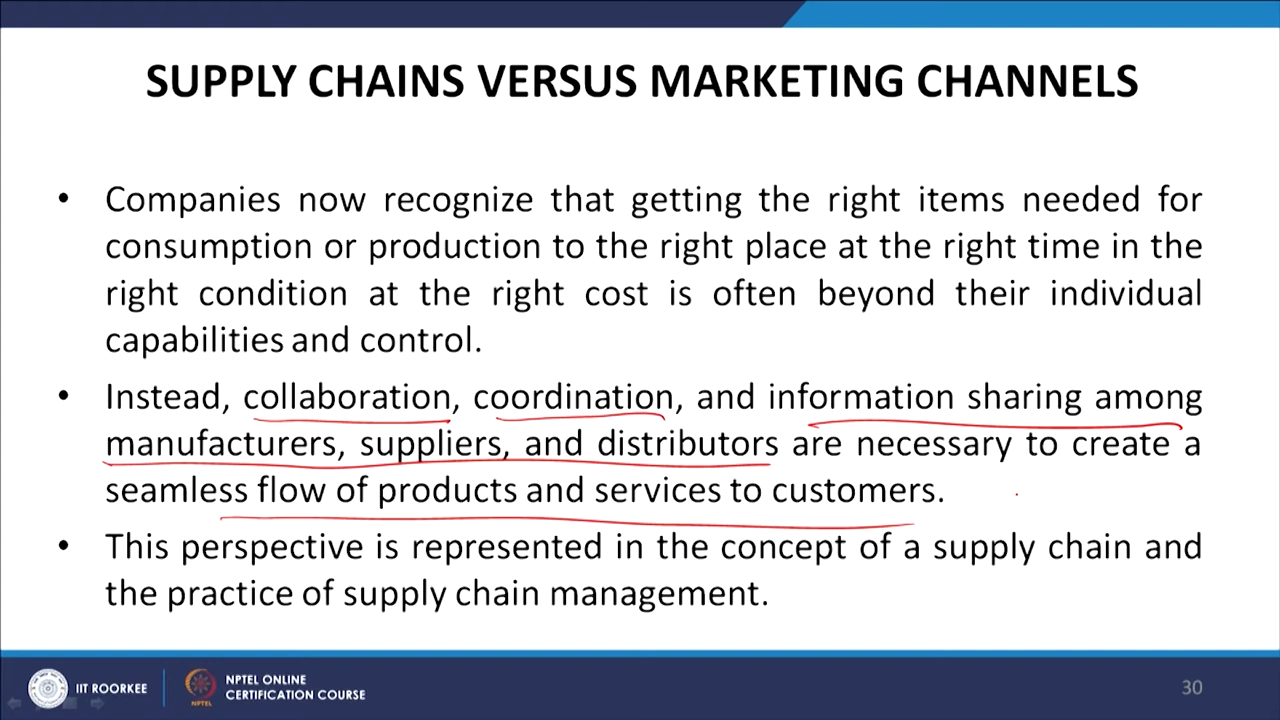 SUPPLY CHAINS VERSUS MARKETING CHANNELS
• Companies now recognize that getting the right items needed for
consumption or production to the right place at the right time in the
right condition at the right cost is often beyond their individual
capabilities and control.
• Instead, collaboration, coordination, and information sharing among
manufacturers, suppliers, and distributors are necessary to create a
seamless flow of products and services to customers.
• This perspective is represented in the concept of a supply chain and
the practice of supply chain management.
IIT ROORKEE
NPTEL
NPTEL ONLINE
CERTIFICATION COURSE
30